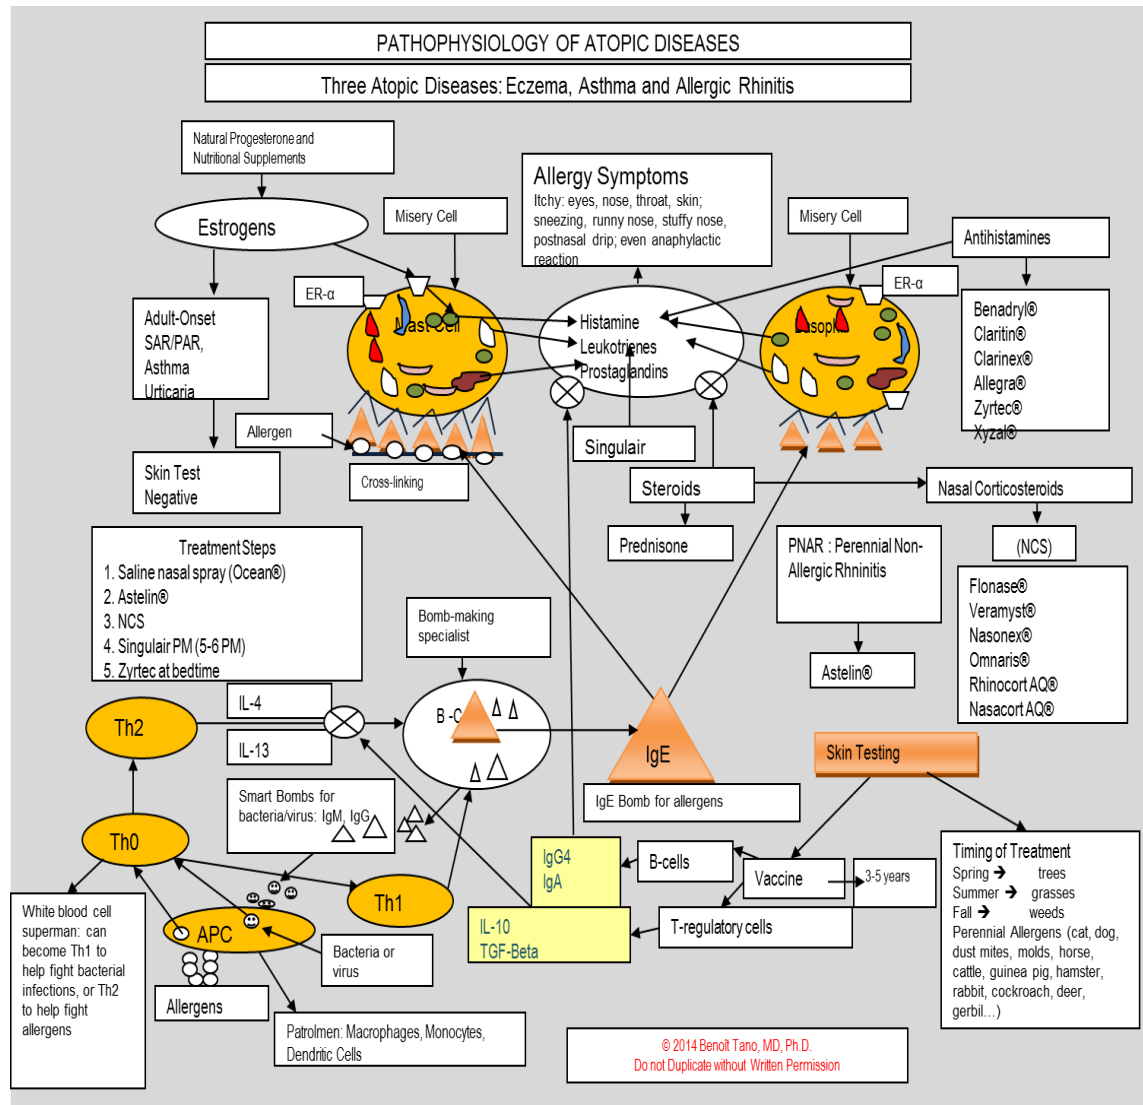 PATHOPHYSIOLOGY OF ATOPIC DISEASES
Three Atopic Diseases: Eczema, Asthma and Allergic Rhinitis
Natural Progesterone and
Nutritional Supplements
Estrogens
Misery Cell
Allergy Symptoms
Itchy: eyes, nose, throat, skin;
sneezing, runny nose, stuffy nose,
postnasal drip; even anaphylactic
reaction
Misery Cell
Antihistamines
ER-α
ER-α
Adult-Onset
SAR/PAR,
Asthma
Urticaria
Mast Cell
Histamine
Leukotrienes
Prostaglandins
Benadryl®
Claritin®
Clarinex®
Allegra®
Zyrtec®
Xyzal®
Allergen
Cross-linking
Singulair
Skin Test
Negative
Steroids
Nasal Corticosteroids
Prednisone
(NCS)
Treatment Steps
1. Saline nasal spray (Ocean®)
2. Astelin®
3. NCS
4. Singulair PM (5-6 PM)
5. Zyrtec at bedtime
PNAR : Perennial Non-
Allergic Rhninitis
Astelin®
Flonase®
Veramyst®
Nasonex®
Omnaris®
Rhinocort AQ®
Nasacort AQ®
Bomb-making
specialist
Th2
IL-4
IL-13
B -C
IgE
IgE Bomb for allergens
Skin Testing
Smart Bombs for
bacteria/virus: IgM, IgG
Th0
Th1
IgG4
IgA
B-cells
Vaccine
3-5 years
IL-10
TGF-Beta
T-regulatory cells
Timing of Treatment
Spring ➔ trees
Summer ➔ grasses
Fall ➔ weeds
Perennial Allergens (cat, dog,
dust mites, molds, horse,
cattle, guinea pig, hamster,
rabbit, cockroach, deer,
gerbil…)
White blood cell
superman: can
become Th1 to
help fight bacterial
infections, or Th2
to help fight
allergens
APC
Bacteria or
virus
Allergens
Patrolmen: Macrophages, Monocytes,
Dendritic Cells
© 2014 Benoît Tano, MD, Ph.D.
Do not Duplicate without Written Permission